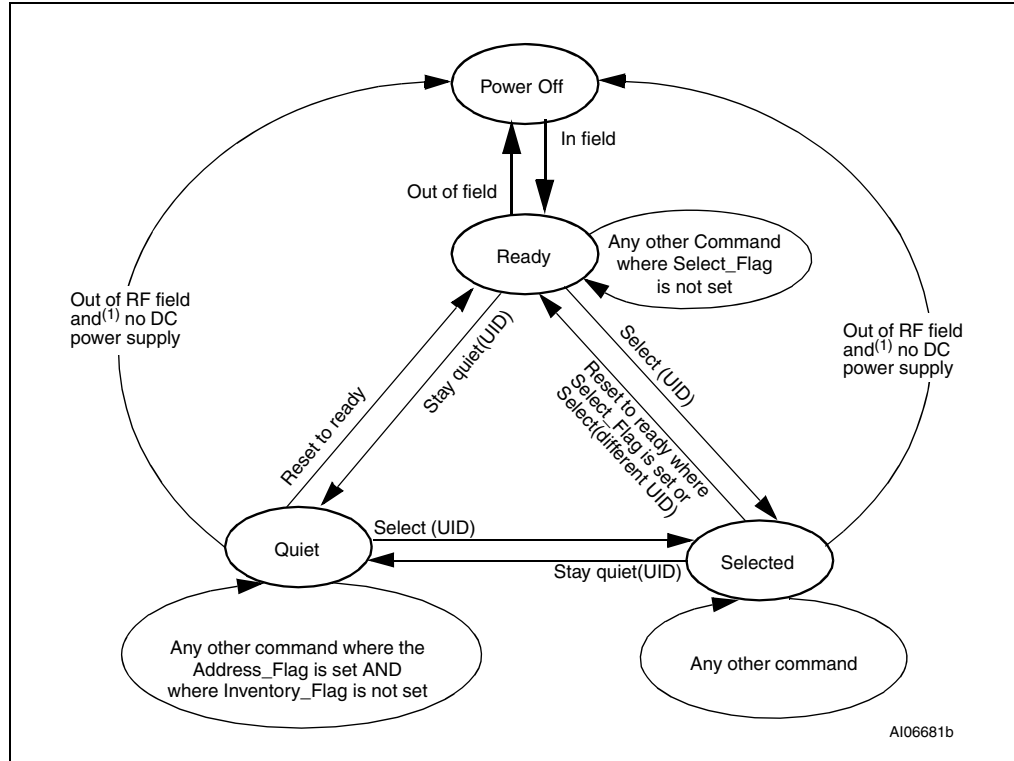 Power Off
In field
Out of field
Ready
Any other Command
where Select_Flag
is not set
Out of RF field
and(1) no DC
power supply
Out of RF field
and(1) no DC
power supply
Reset to ready
Stay quiet(UID)
Select (UID)
Reset to ready where
Select_Flag is set or
Select(different UID)
Quiet
Select (UID)
Stay quiet(UID)
Selected
Any other command where the
Address_Flag is set AND
where Inventory_Flag is not set
Any other command
AI06681b